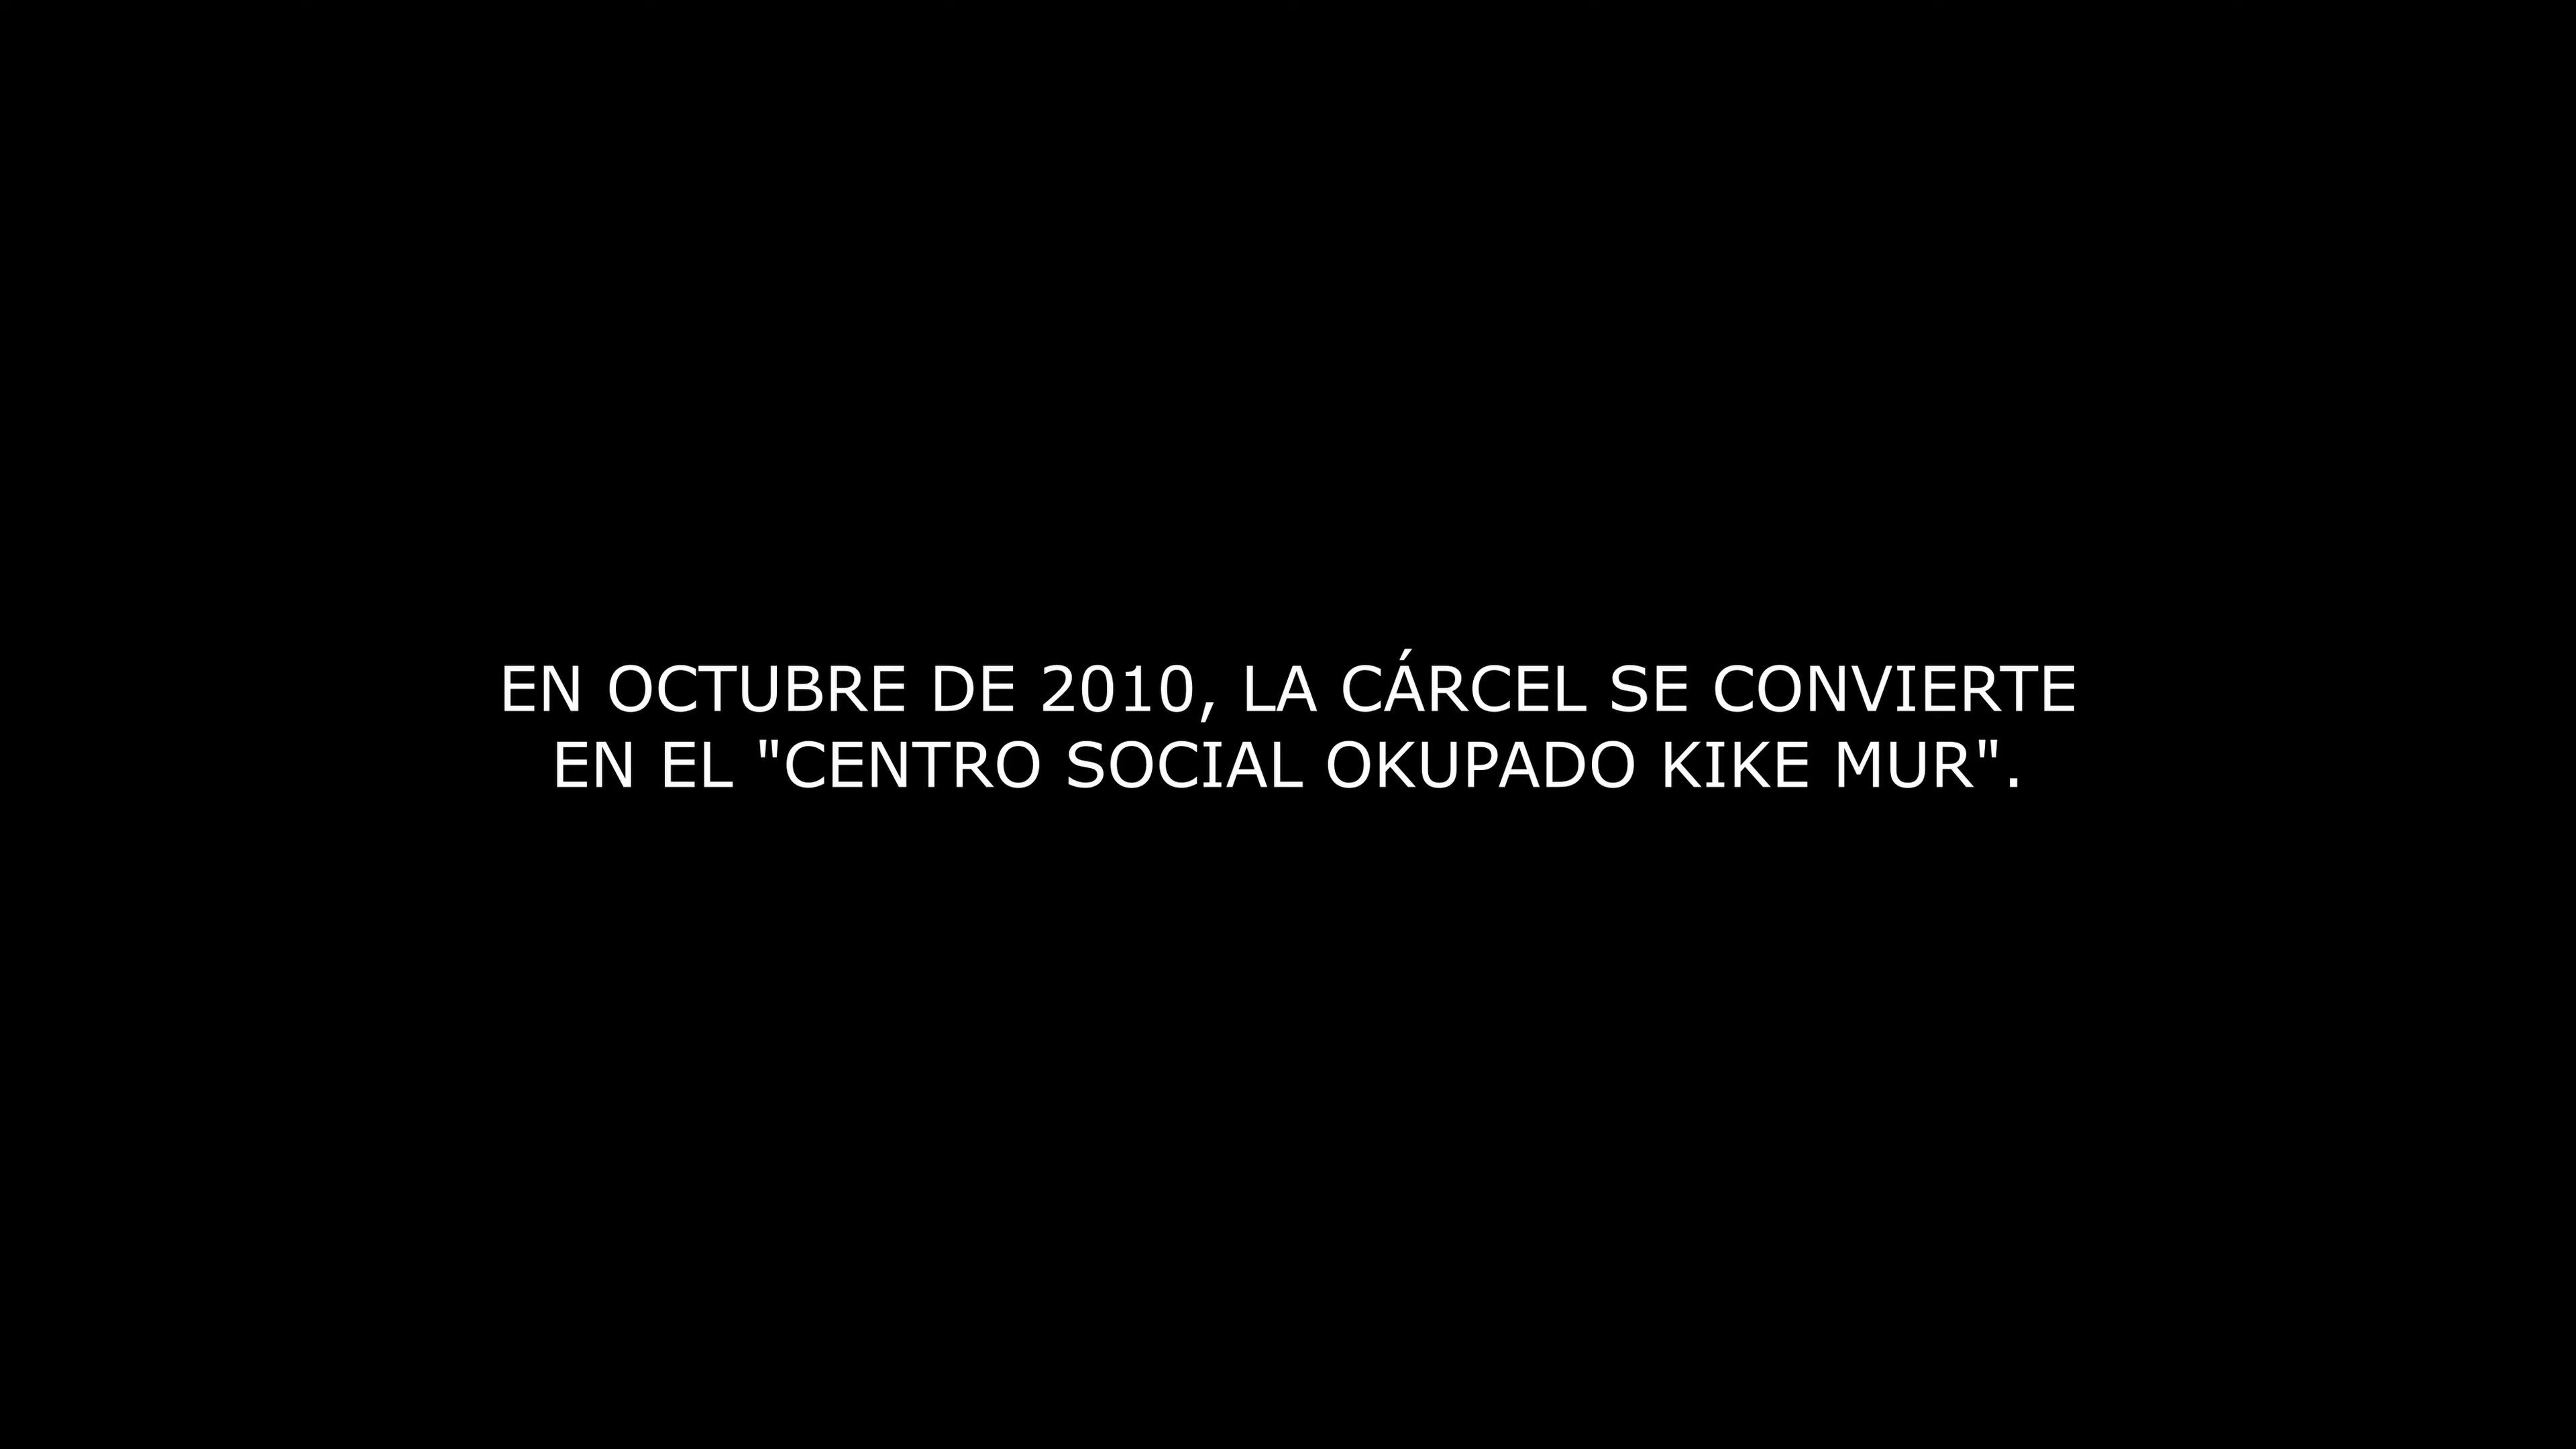 EN OCTUBRE DE 2010, LA CÁRCEL SE CONVIERTE
EN EL "CENTRO SOCIAL OKUPADO KIKE MUR".